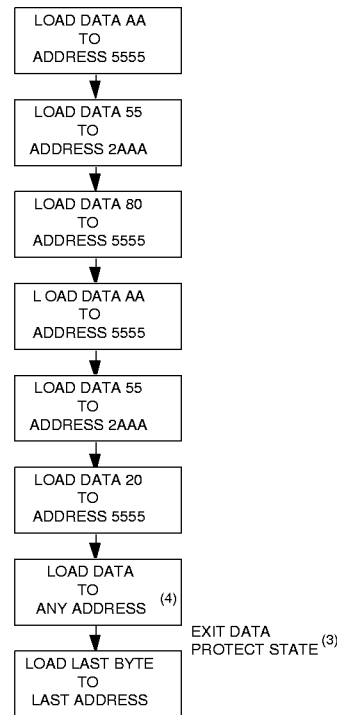 LOAD DATA AA
TO
ADDRESS 5555
LOAD DATA 55
TO
ADDRESS 2AAA
LOAD DATA 80
TO
ADDRESS 5555
L OAD DATA AA
TO
ADDRESS 5555
LOAD DATA 55
TO
ADDRESS 2AAA
LOAD DATA 20
TO
ADDRESS 5555
LOAD DATA
TO
ANY ADDRESS (4)
EXIT DATA
PROTECT STATE (3)
LOAD LAST BYTE
TO
LAST ADDRESS